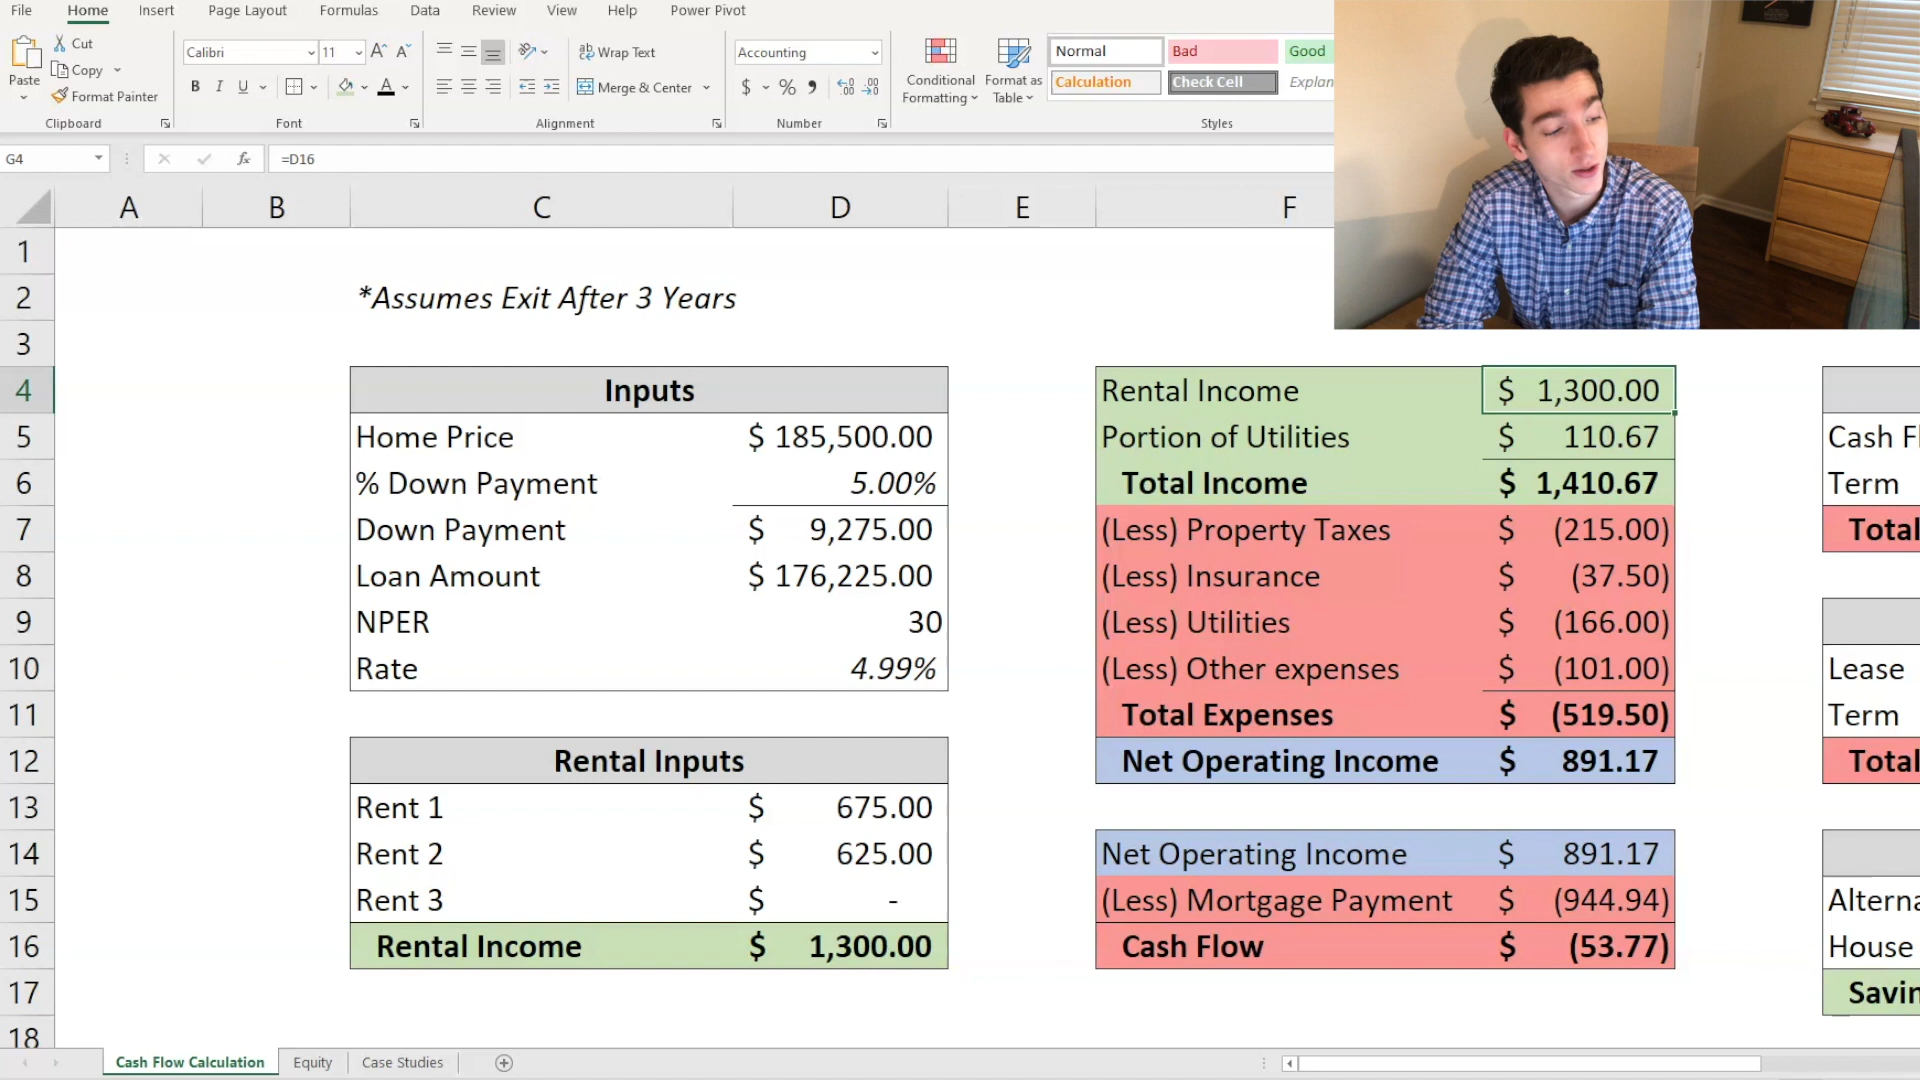 File Home Insert Page Layout Formulas Data Review View Help Power Pivot
Paste Cut Copy Format Painter Clipboard
Calibri 11 B I U A Font
Wrap Text Merge & Center Alignment
Accounting $ % Number
Conditional Formatting Format as Table
Normal Bad Good
Calculation Check Cell Explan
Styles
G4 fx =D16
A B C D E F
1
2 *Assumes Exit After 3 Years
3
4 Inputs Rental Income $ 1,300.00
5 Home Price $ 185,500.00 Portion of Utilities $ 110.67 Cash Fl
6 % Down Payment 5.00% Total Income $ 1,410.67 Term
7 Down Payment $ 9,275.00 (Less) Property Taxes $ (215.00) Total
8 Loan Amount $ 176,225.00 (Less) Insurance $ (37.50)
9 NPER 30 (Less) Utilities $ (166.00)
10 Rate 4.99% (Less) Other expenses $ (101.00) Lease
11 Total Expenses $ (519.50) Term
12 Rental Inputs Net Operating Income $ 891.17 Total
13 Rent 1 $ 675.00
14 Rent 2 $ 625.00 Net Operating Income $ 891.17
15 Rent 3 $ - (Less) Mortgage Payment $ (944.94) Alterna
16 Rental Income $ 1,300.00 Cash Flow $ (53.77) House
17 Savin
18
Cash Flow Calculation Equity Case Studies